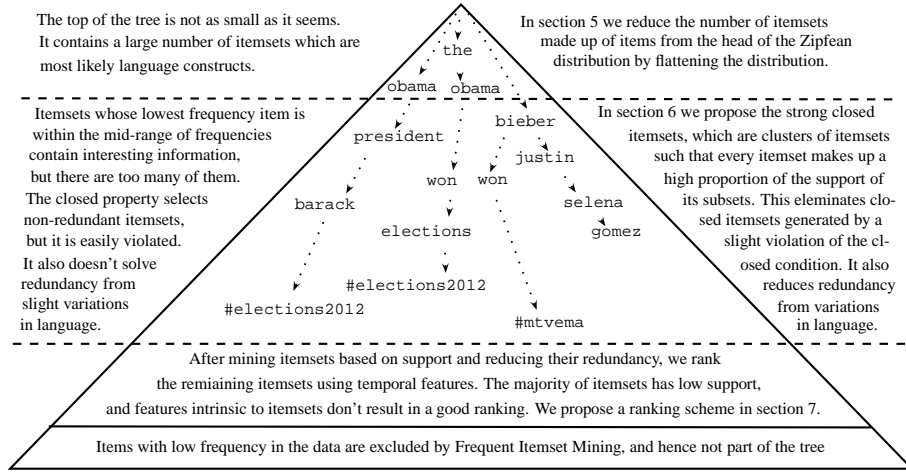 The top of the tree is not as small as it seems.
It contains a large number of itemsets which are
most likely language constructs.
In section 5 we reduce the number of itemsets
made up of items from the head of the Zipfean
distribution by flattening the distribution.
the
obama
obama
Itemsets whose lowest frequency item is
within the mid-range of frequencies
contain interesting information,
but there are too many of them.
The closed property selects
non-redundant itemsets,
but it is easily violated.
It also doesn't solve
redundancy from
slight variations
in language.
bieber
president
justin
won
won
barack
selena
elections
gomez
#elections2012
#elections2012
#mtvema
In section 6 we propose the strong closed
itemsets, which are clusters of itemsets
such that every itemset makes up a
high proportion of the support of
its subsets. This eleminates clo-
sed itemsets generated by a
slight violation of the cl-
osed condition. It also
reduces redundancy
from variations
in language.
After mining itemsets based on support and reducing their redundancy, we rank
the remiaining itemsets using temporal features. The majority of itemsets has low support,
and features intrinsic to itemsets don't result in a good ranking. We propose a ranking scheme in section 7.
Items with low frequency in the data are excluded by Frequent Itemset Mining, and hence not part of the tree